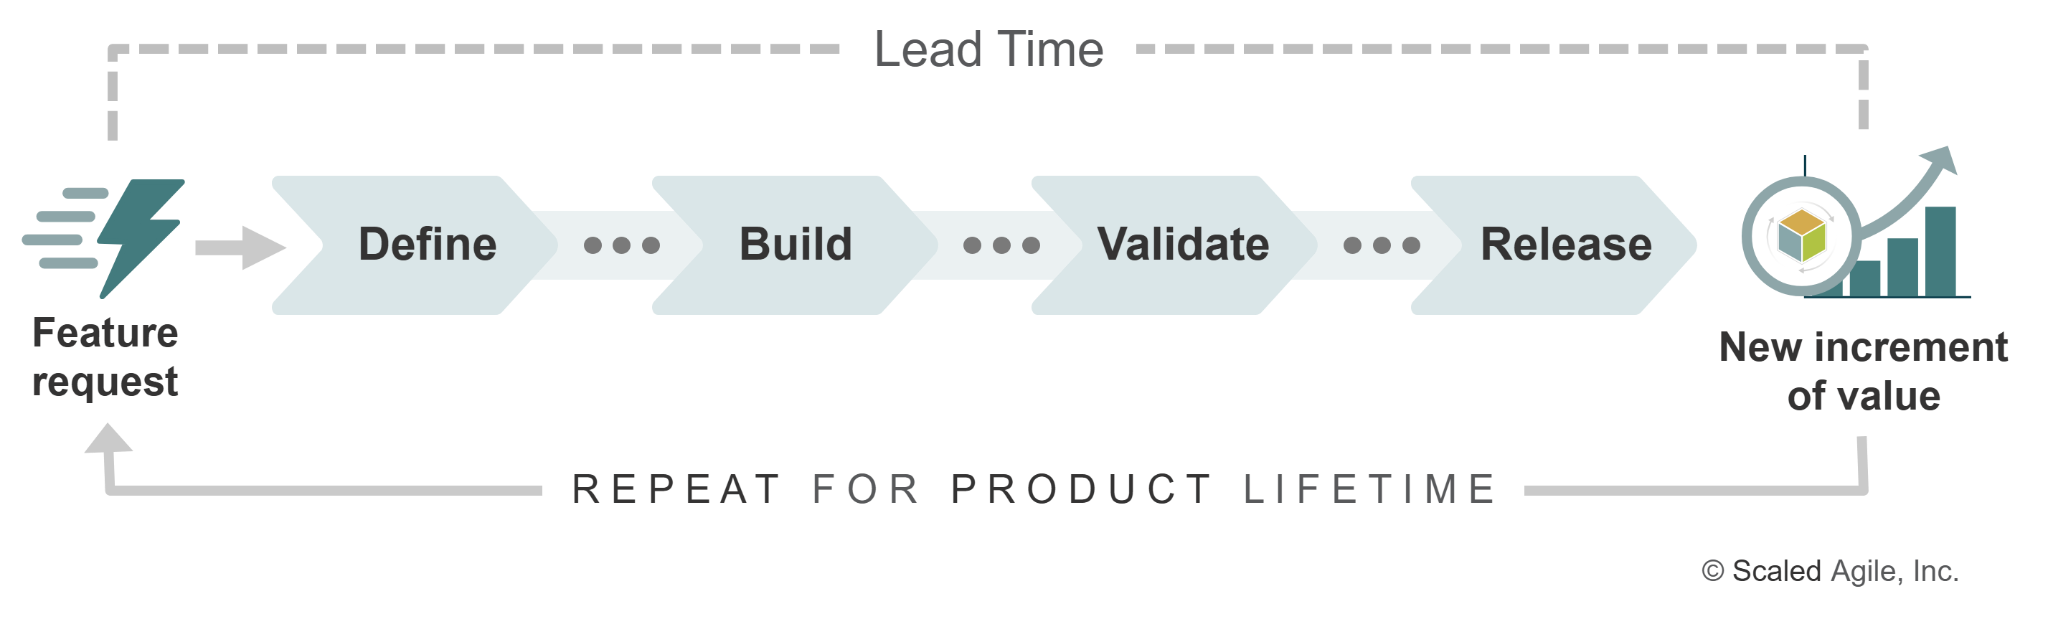 Lead Time
Define
Build
Validate
Release
Feature
request
New increment
of value
REPEAT FOR PRODUCT LIFETIME
© Scaled Agile, Inc.